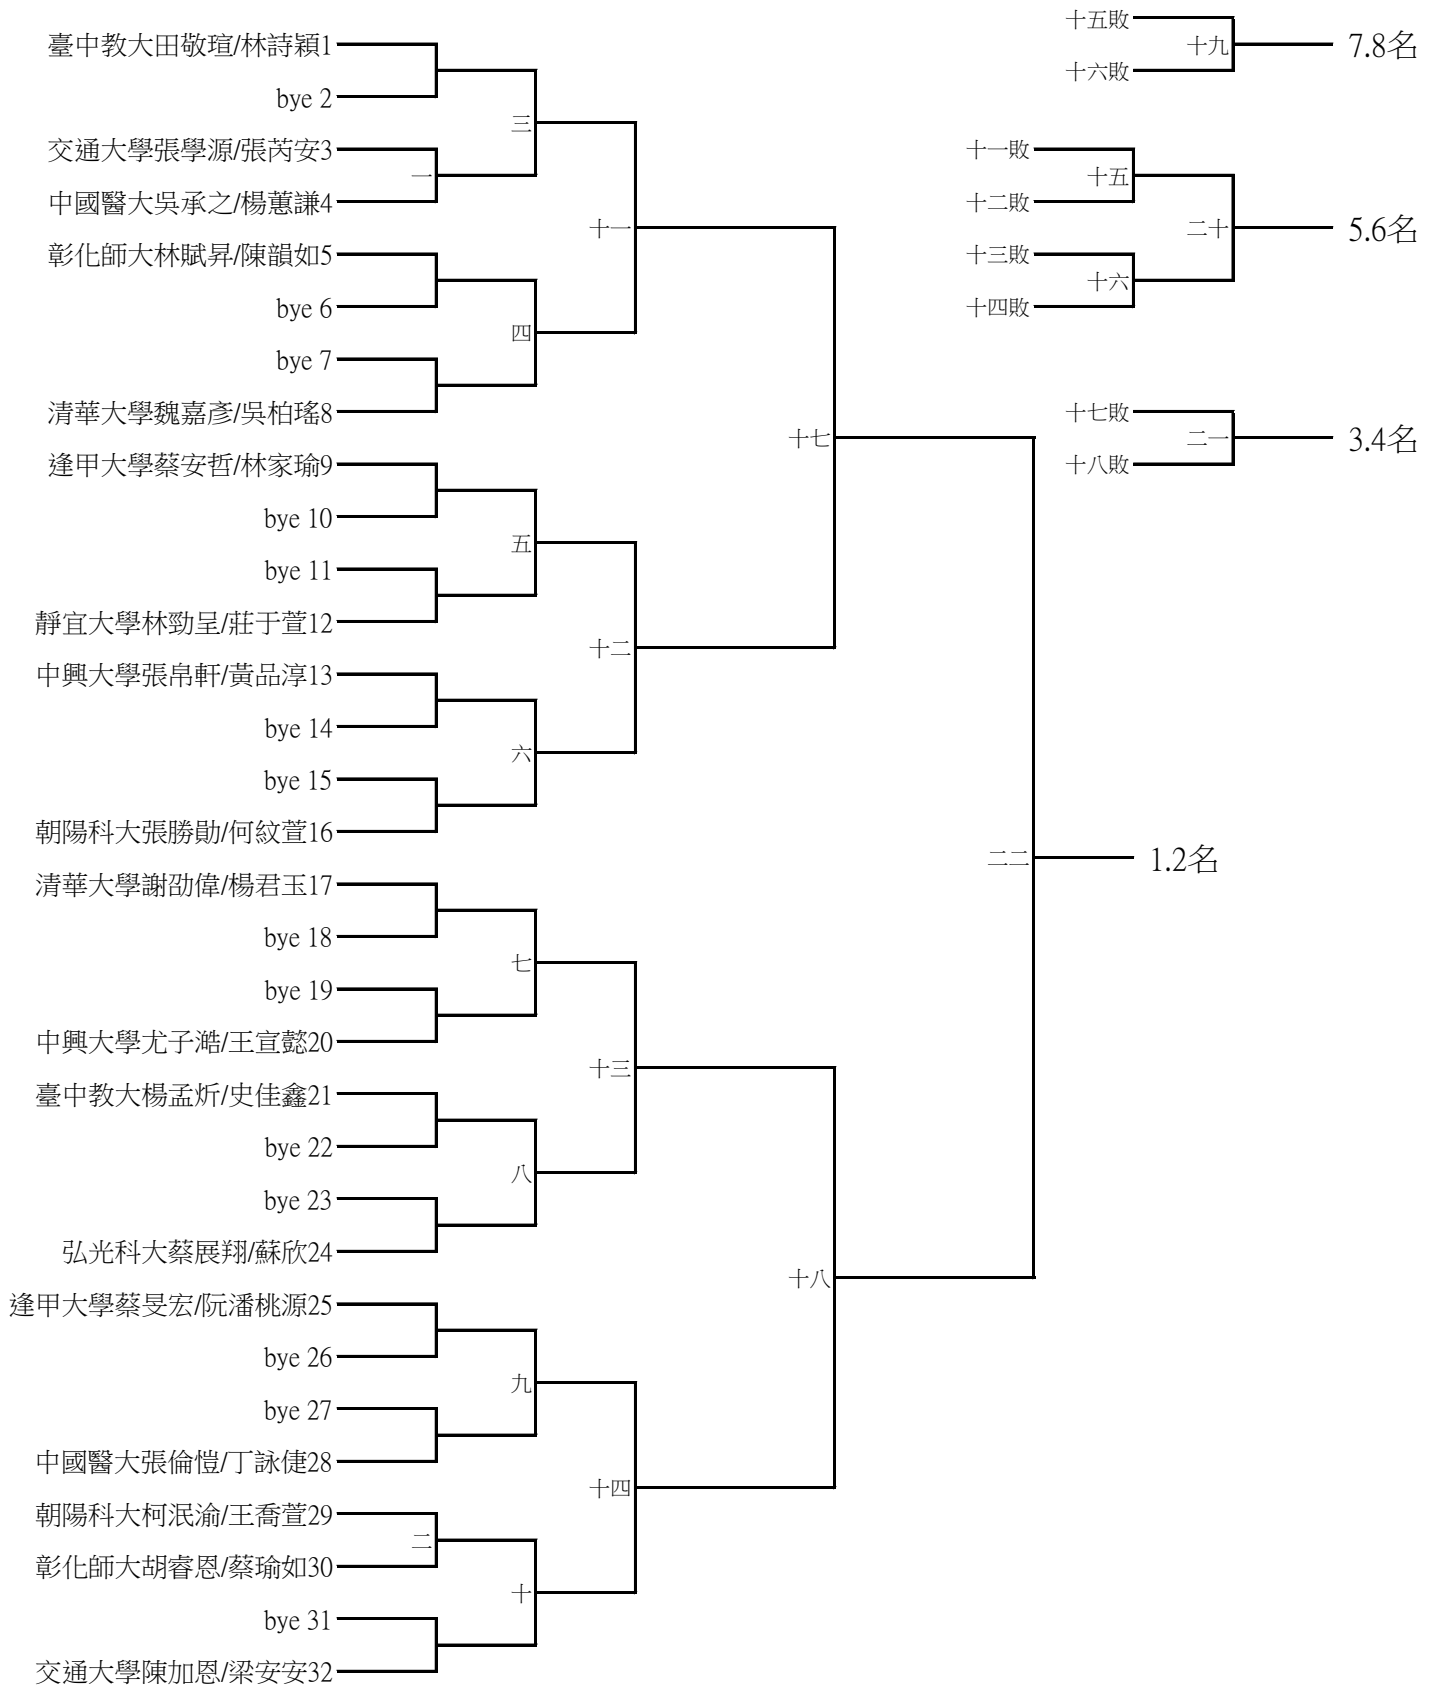 臺中教大田敬瑄/林詩穎1
bye 2
交通大學張學源/張芮安3
中國醫大吳承之/楊蕙謙4
彰化師大林賦昇/陳韻如5
bye 6
bye 7
清華大學魏嘉彥/吳柏瑤8
逢甲大學蔡安哲/林家瑜9
bye 10
bye 11
靜宜大學林勁呈/莊于萱12
中興大學張帛軒/黃品淳13
bye 14
bye 15
朝陽科大張勝勛/何紋萱16
清華大學謝劭偉/楊君玉17
bye 18
bye 19
中興大學尤子澔/王宣懿20
臺中教大楊孟炘/史佳鑫21
bye 22
bye 23
弘光科大蔡展翔/蘇欣24
逢甲大學蔡旻宏/阮潘桃源25
bye 26
bye 27
中國醫大張倫愷/丁詠倢28
朝陽科大柯泯渝/王喬萱29
彰化師大胡睿恩/蔡瑜如30
bye 31
交通大學陳加恩/梁安安32
一
二
三
四
五
六
七
八
九
十
十一
十二
十三
十四
十七
十八
二二
1.2名
十五敗
十九
7.8名
十六敗
十一敗
十五
十二敗
二十
5.6名
十三敗
十六
十四敗
十七敗
二一
3.4名
十八敗